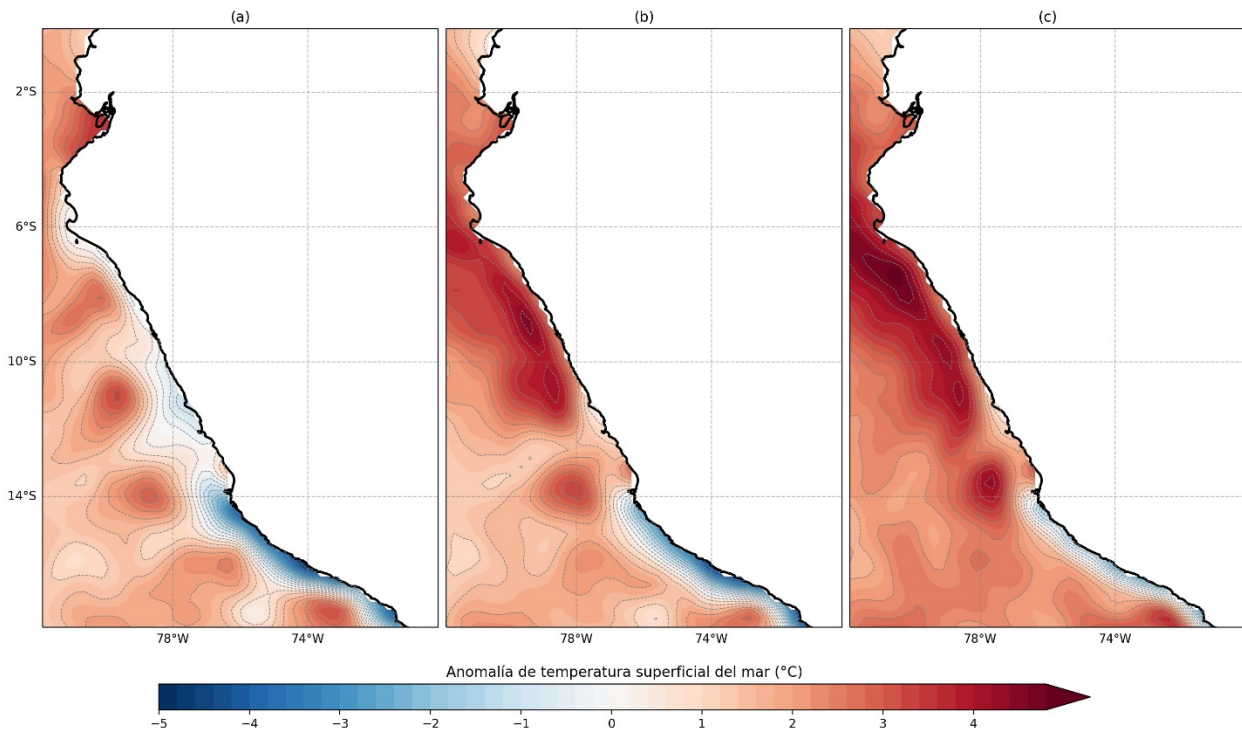 (a) (b) (c)
2°S
6°S
10°S
14°S
78°W 74°W 78°W 74°W 78°W 74°W
Anomalía de temperatura superficial del mar (°C)
−5 −4 −3 −2 −1 0 1 2 3 4